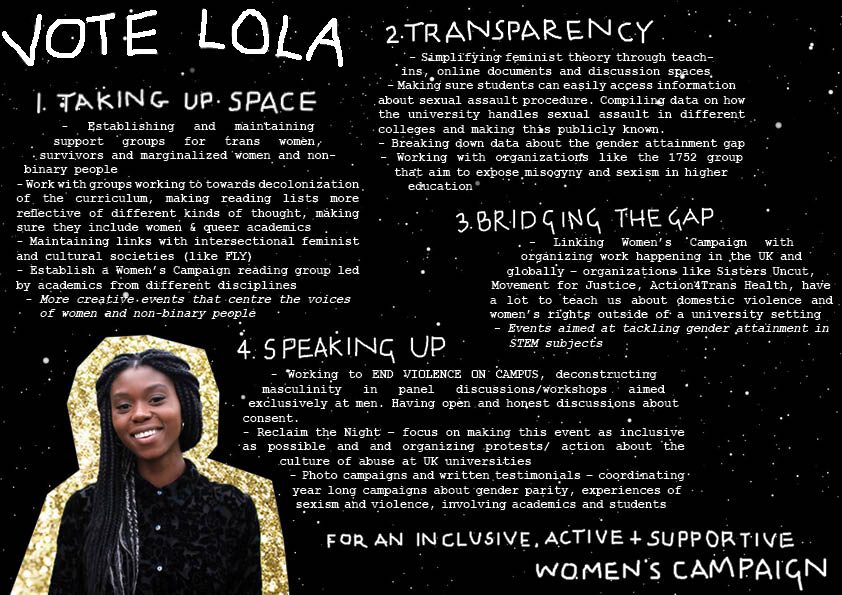 VOTE LOLA
1. TAKING UP SPACE
- Establishing and maintaining
support groups for trans women,
survivors and marginalized women and non-
binary people
- Work with groups working to towards decolonization
of the curriculum, making reading lists more
reflective of different kinds of thought, making
sure they include women & queer academics
- Maintaining links with intersectional feminist
and cultural societies (like FLY)
- Establish a Women's Campaign reading group led
by academics from different disciplines
- More creative events that centre the voices
of women and non-binary people
2. TRANSPARENCY
- Simplifying feminist theory through teach-
ins, online documents and discussion spaces
- Making sure students can easily access information
about sexual assault procedure. Compiling data on how
the university handles sexual assault in different
colleges and making this publicly known.
- Breaking down data about the gender attainment gap
- Working with organizations like the 1752 group
that aim to expose misogyny and sexism in higher
education
3. BRIDGING THE GAP
- Linking Women's Campaign with
organizing work happening in the UK and
globally – organizations like Sisters Uncut,
Movement for Justice, Action4Trans Health, have
a lot to teach us about domestic violence and
women's rights outside of a university setting
- Events aimed at tackling gender attainment in
STEM subjects
4. SPEAKING UP
- Working to END VIOLENCE ON CAMPUS, deconstructing
masculinity in panel discussions/workshops aimed
exclusively at men. Having open and honest discussions about
consent.
- Reclaim the Night – focus on making this event as inclusive
as possible and and organizing protests/ action about the
culture of abuse at UK universities
- Photo campaigns and written testimonials – coordinating
year long campaigns about gender parity, experiences of
sexism and violence, involving academics and students
FOR AN INCLUSIVE, ACTIVE + SUPPORTIVE
WOMEN'S CAMPAIGN